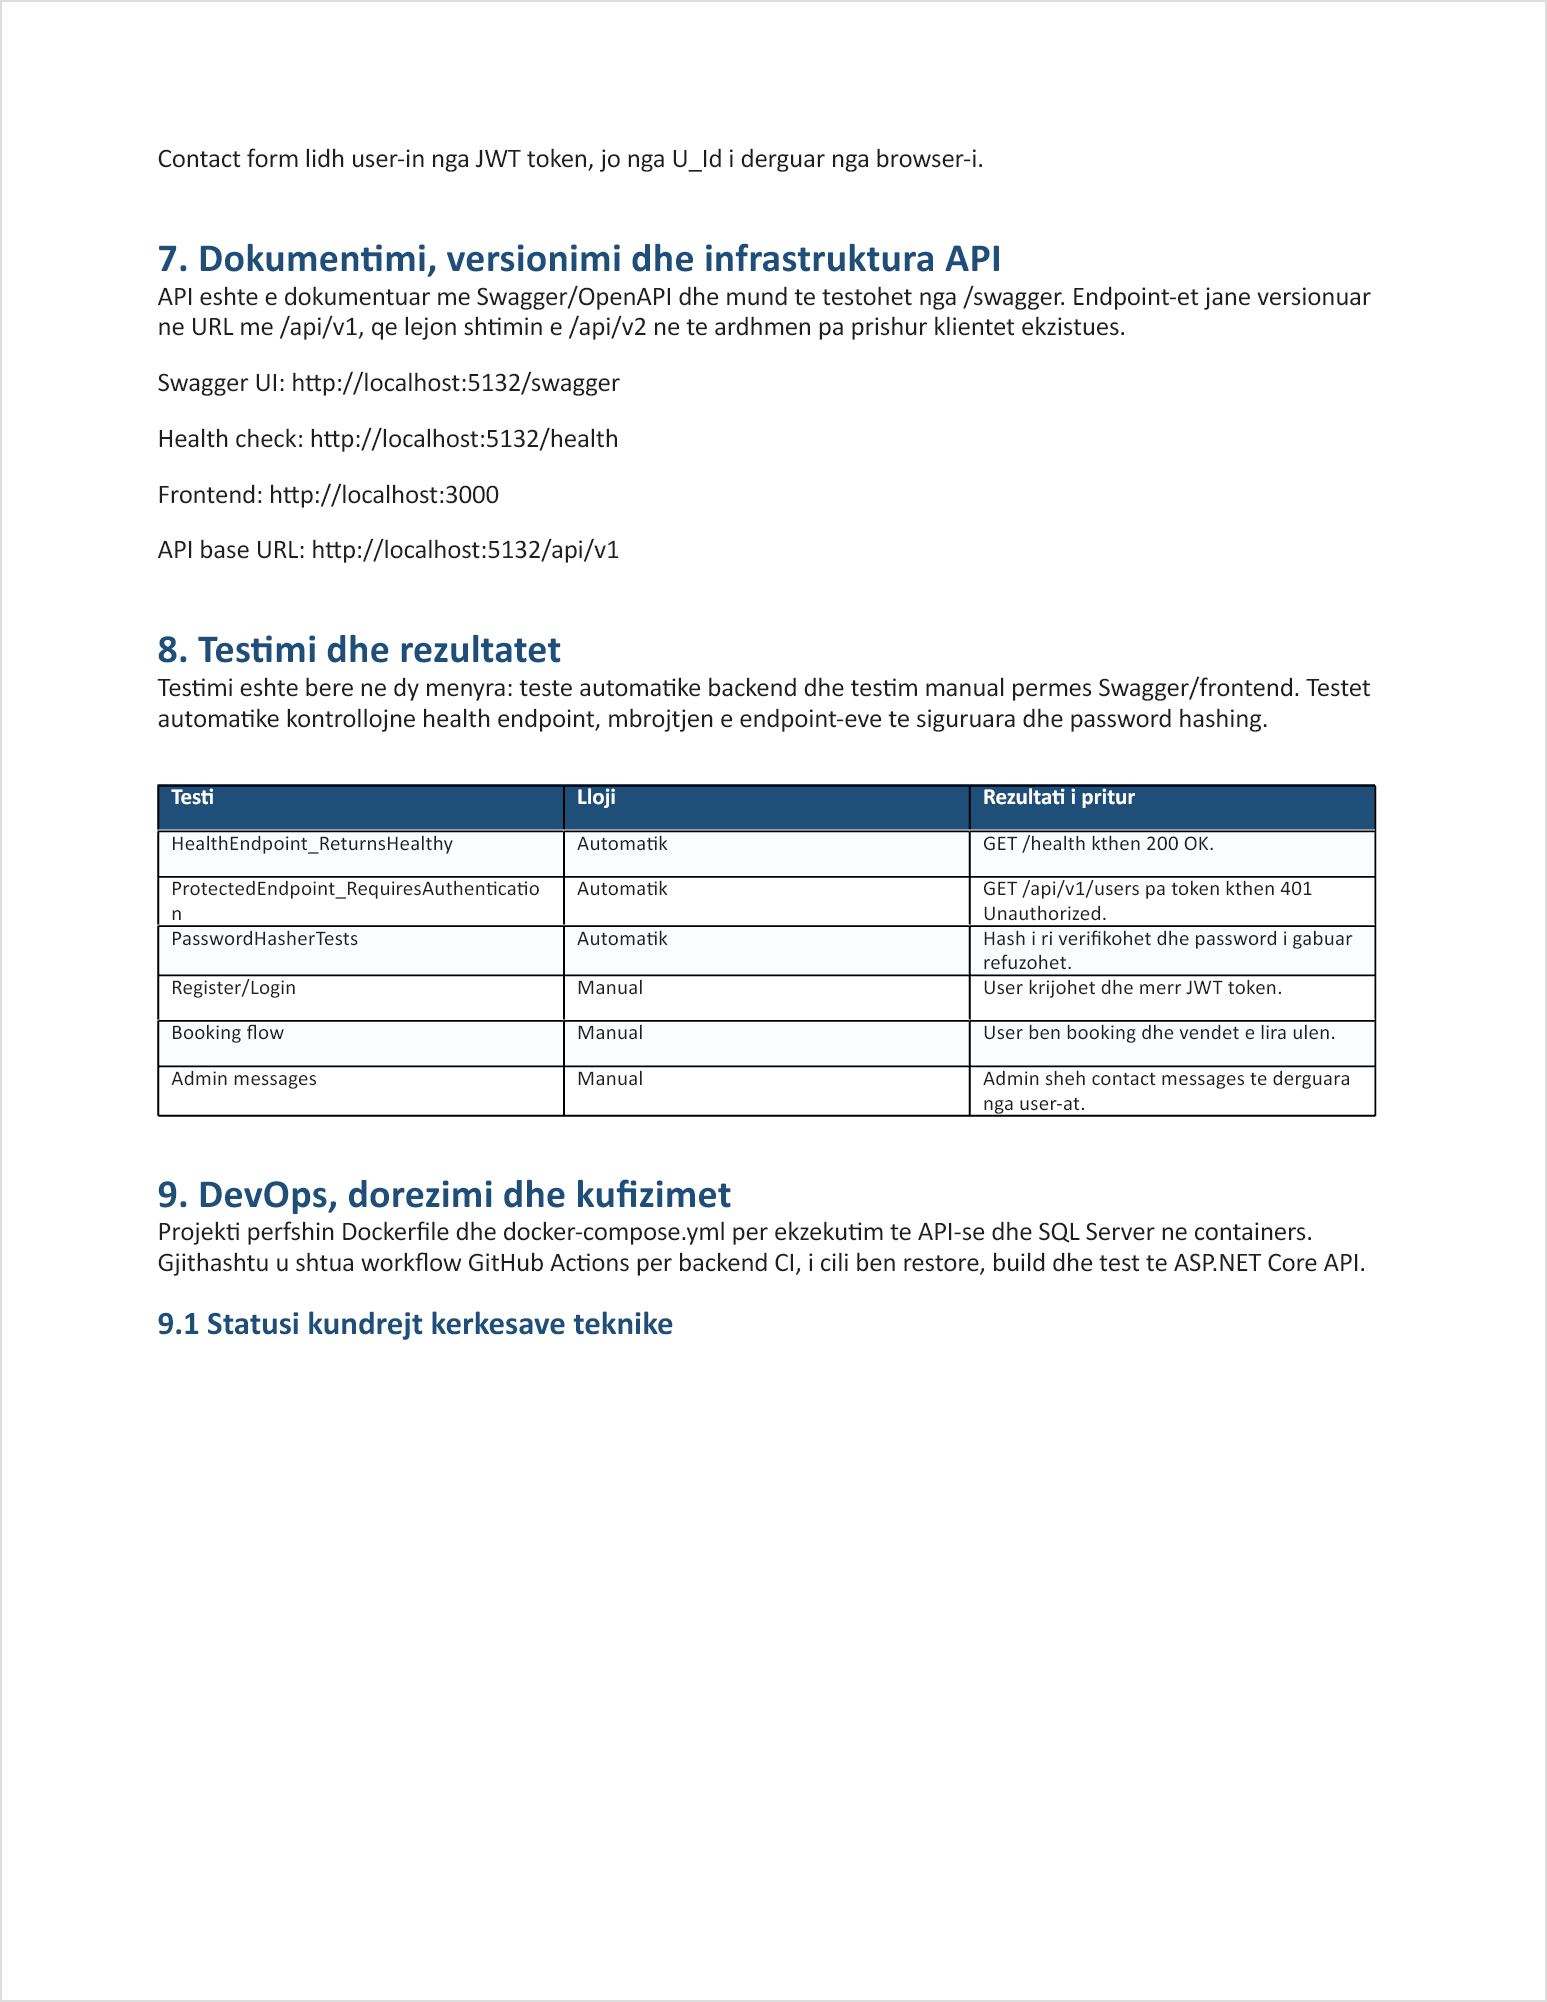 Contact form lidh user-in nga JWT token, jo nga U_Id i derguar nga browser-i.
7. Dokumentimi, versionimi dhe infrastruktura API
API eshte e dokumentuar me Swagger/OpenAPI dhe mund te testohet nga /swagger. Endpoint-et jane versionuar
ne URL me /api/v1, qe lejon shtimin e /api/v2 ne te ardhmen pa prishur klientet ekzistues.
Swagger UI: http://localhost:5132/swagger
Health check: http://localhost:5132/health
Frontend: http://localhost:3000
API base URL: http://localhost:5132/api/v1
8. Testimi dhe rezultatet
Testimi eshte bere ne dy menyra: teste automatike backend dhe testim manual permes Swagger/frontend. Testet
automatike kontrollojne health endpoint, mbrojtjen e endpoint-eve te siguruara dhe password hashing.
Testi Lloji Rezultati i pritur
HealthEndpoint_ReturnsHealthy Automatik GET /health kthen 200 OK.
ProtectedEndpoint_RequiresAuthenticatio Automatik GET /api/v1/users pa token kthen 401
n Unauthorized.
PasswordHasherTests Automatik Hash i ri verifikohet dhe password i gabuar
refuzohet.
Register/Login Manual User krijohet dhe merr JWT token.
Booking flow Manual User ben booking dhe vendet e lira ulen.
Admin messages Manual Admin sheh contact messages te derguara
nga user-at.
9. DevOps, dorezimi dhe kufizimet
Projekti perfshin Dockerfile dhe docker-compose.yml per ekzekutim te API-se dhe SQL Server ne containers.
Gjithashtu u shtua workflow GitHub Actions per backend CI, i cili ben restore, build dhe test te ASP.NET Core API.
9.1 Statusi kundrejt kerkesave teknike